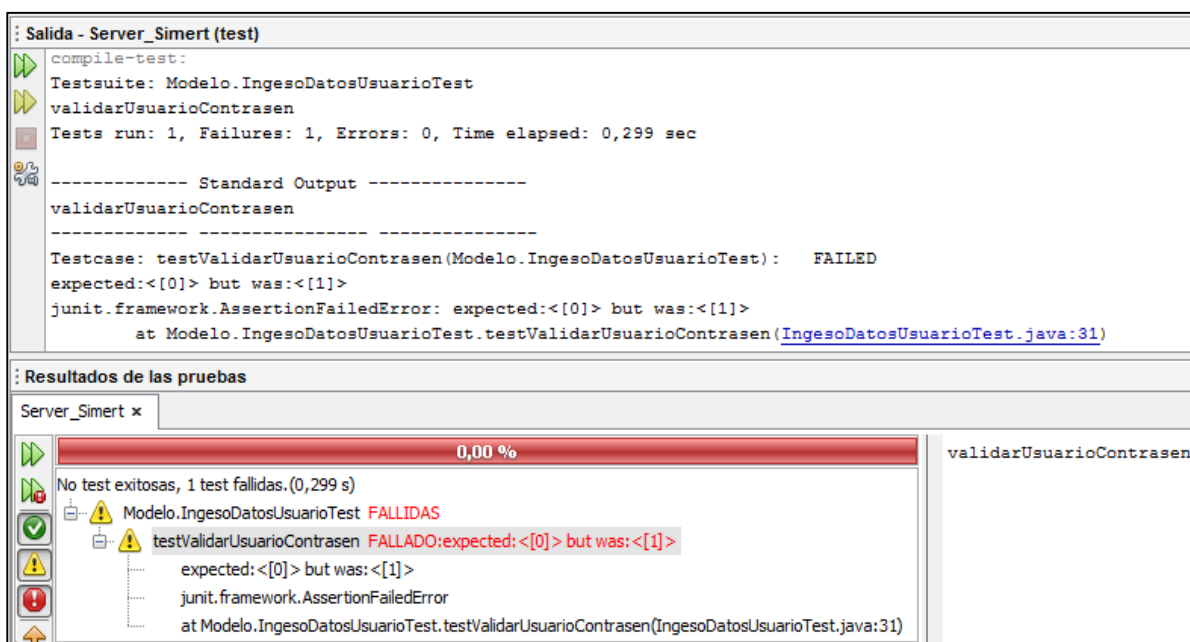 Salida - Server_Simert (test)
compile-test:
Testsuite: Modelo.IngesoDatosUsuarioTest
validarUsuarioContrasen
Tests run: 1, Failures: 1, Errors: 0, Time elapsed: 0,299 sec
------------- Standard Output ---------------
validarUsuarioContrasen
------------- ---------------- ---------------
Testcase: testValidarUsuarioContrasen(Modelo.IngesoDatosUsuarioTest): FAILED
expected:<[0]> but was:<[1]>
junit.framework.AssertionFailedError: expected:<[0]> but was:<[1]>
at Modelo.IngesoDatosUsuarioTest.testValidarUsuarioContrasen(IngesoDatosUsuarioTest.java:31)
Resultados de las pruebas
Server_Simert ×
0,00 %
validarUsuarioContrasen
No test exitosas, 1 test fallidas.(0,299 s)
Modelo.IngesoDatosUsuarioTest FALLIDAS
testValidarUsuarioContrasen FALLADO:expected:<[0]> but was:<[1]>
expected:<[0]> but was:<[1]>
junit.framework.AssertionFailedError
at Modelo.IngesoDatosUsuarioTest.testValidarUsuarioContrasen(IngesoDatosUsuarioTest.java:31)